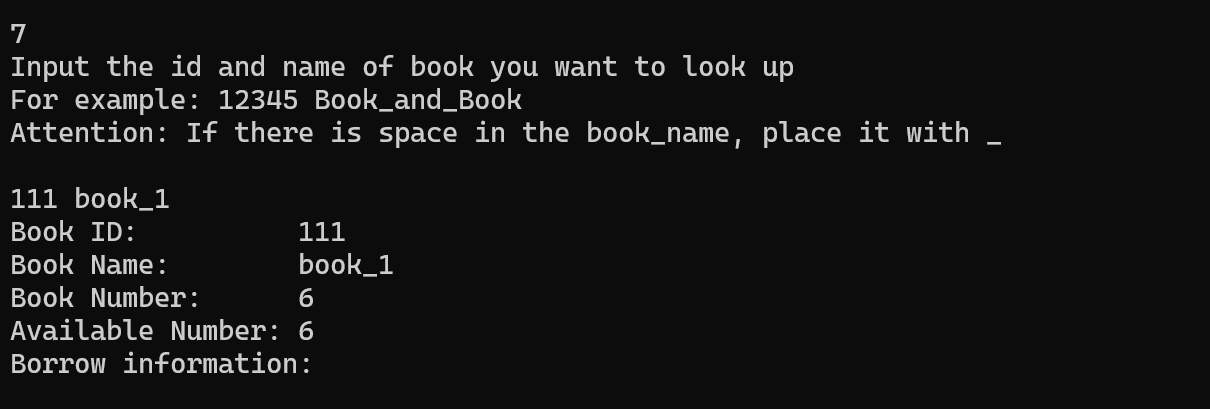 7
Input the id and name of book you want to look up
For example: 12345 Book_and_Book
Attention: If there is space in the book_name, place it with _
111 book_1
Book ID:          111
Book Name:        book_1
Book Number:      6
Available Number: 6
Borrow information: